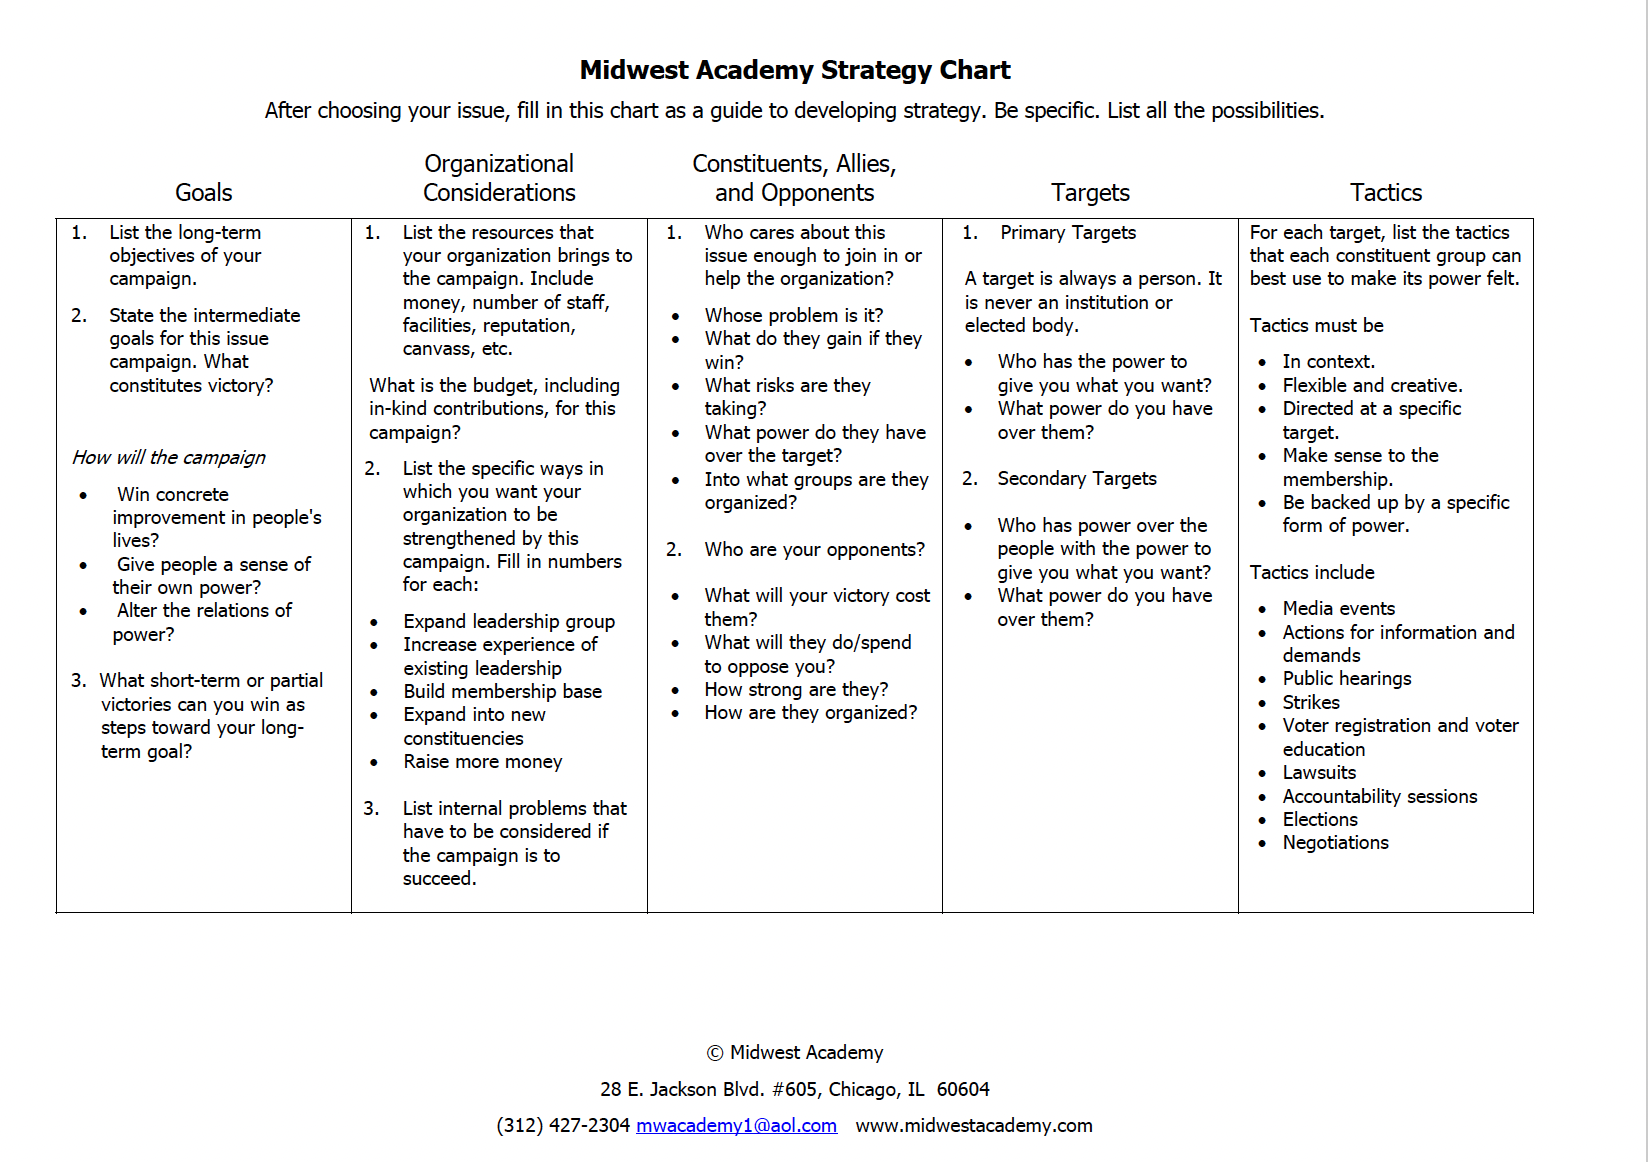 Midwest Academy Strategy Chart
After choosing your issue, fill in this chart as a guide to developing strategy. Be specific. List all the possibilities.
Goals
1. List the long-term
objectives of your
campaign.
2. State the intermediate
goals for this issue
campaign. What
constitutes victory?
How will the campaign
• Win concrete
improvement in people's
lives?
• Give people a sense of
their own power?
• Alter the relations of
power?
3. What short-term or partial
victories can you win as
steps toward your long-
term goal?
Organizational
Considerations
1. List the resources that
your organization brings to
the campaign. Include
money, number of staff,
facilities, reputation,
canvass, etc.
What is the budget, including
in-kind contributions, for this
campaign?
2. List the specific ways in
which you want your
organization to be
strengthened by this
campaign. Fill in numbers
for each:
• Expand leadership group
• Increase experience of
existing leadership
• Build membership base
• Expand into new
constituencies
• Raise more money
3. List internal problems that
have to be considered if
the campaign is to
succeed.
Constituents, Allies,
and Opponents
1. Who cares about this
issue enough to join in or
help the organization?
• Whose problem is it?
• What do they gain if they
win?
• What risks are they
taking?
• What power do they have
over the target?
• Into what groups are they
organized?
2. Who are your opponents?
• What will your victory cost
them?
• What will they do/spend
to oppose you?
• How strong are they?
• How are they organized?
Targets
1. Primary Targets
A target is always a person. It
is never an institution or
elected body.
• Who has the power to
give you what you want?
• What power do you have
over them?
2. Secondary Targets
• Who has power over the
people with the power to
give you what you want?
• What power do you have
over them?
Tactics
For each target, list the tactics
that each constituent group can
best use to make its power felt.
Tactics must be
• In context.
• Flexible and creative.
• Directed at a specific
target.
• Make sense to the
membership.
• Be backed up by a specific
form of power.
Tactics include
• Media events
• Actions for information and
demands
• Public hearings
• Strikes
• Voter registration and voter
education
• Lawsuits
• Accountability sessions
• Elections
• Negotiations
© Midwest Academy
28 E. Jackson Blvd. #605, Chicago, IL 60604
(312) 427-2304 mwacademy1@aol.com www.midwestacademy.com